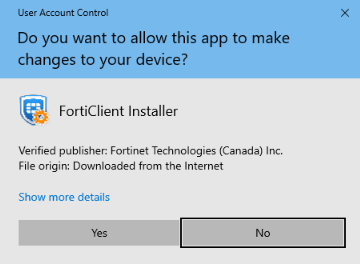 User Account Control
Do you want to allow this app to make
changes to your device?
FortiClient Installer
Verified publisher: Fortinet Technologies (Canada) Inc.
File origin: Downloaded from the Internet
Show more details
Yes
No